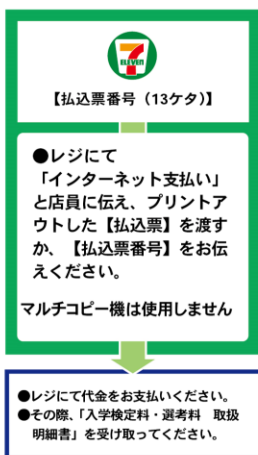 7
ELEVEN
【払込票番号（13ケタ）】
●レジにて
「インターネット支払い」
と店員に伝え、プリントア
ウトした【払込票】を渡す
か、【払込票番号】をお伝
えください。
マルチコピー機は使用しません
●レジにて代金をお支払いください。
●その際、「入学検定料・選考料　取扱
明細書」を受け取ってください。